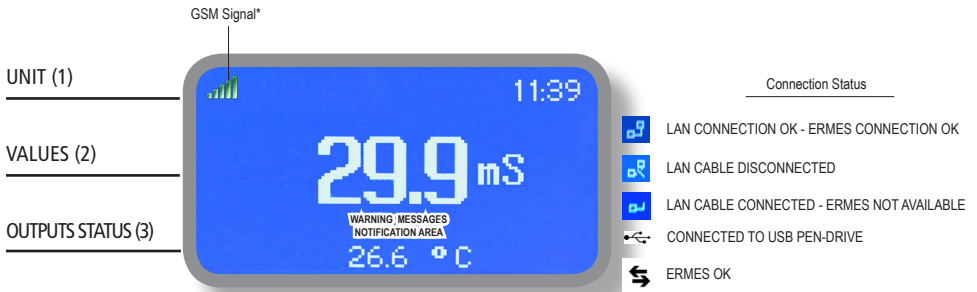 GSM Signal*
UNIT (1)
11:39
Connection Status
LAN CONNECTION OK - ERMES CONNECTION OK
VALUES (2)
29.9 mS
LAN CABLE DISCONNECTED
LAN CABLE CONNECTED - ERMES NOT AVAILABLE
WARNING MESSAGES
NOTIFICATION AREA
OUTPUTS STATUS (3)
CONNECTED TO USB PEN-DRIVE
26.6 °C
ERMES OK